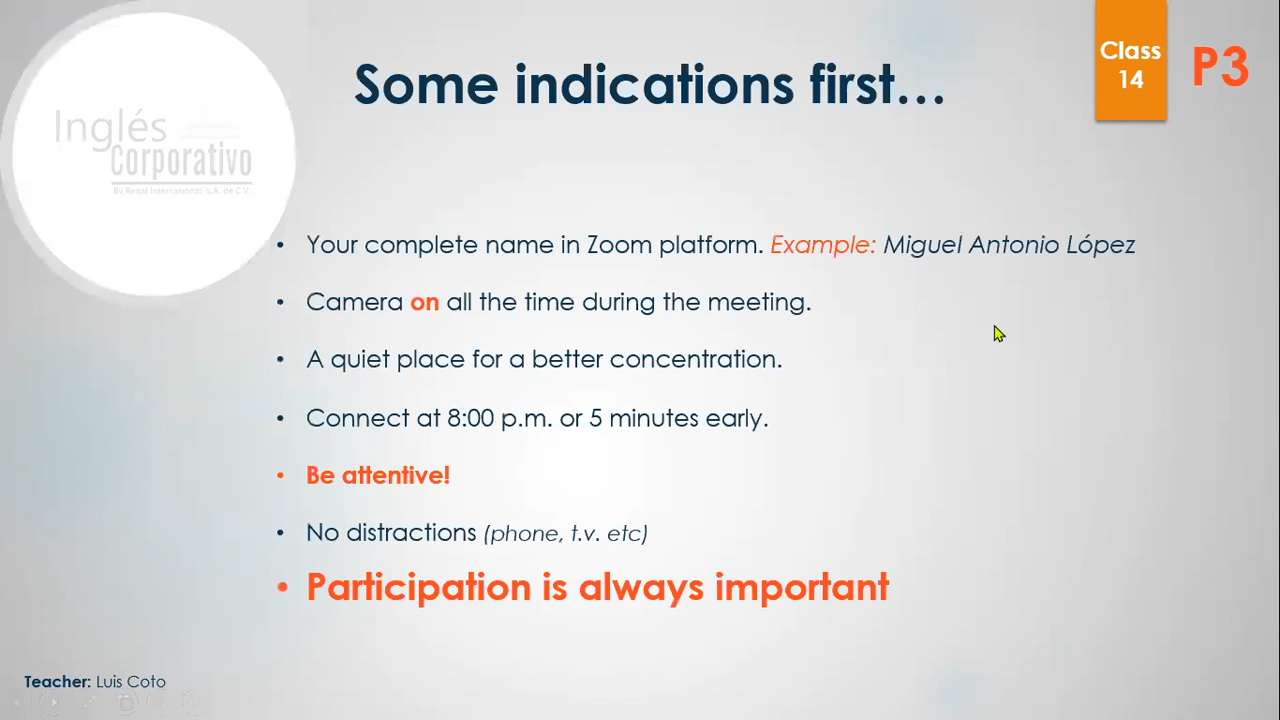 Inglés
Corporativo
Some indications first...
Class
14
P3
• Your complete name in Zoom platform. Example: Miguel Antonio López
• Camera on all the time during the meeting.
• A quiet place for a better concentration.
• Connect at 8:00 p.m. or 5 minutes early.
• Be attentive!
• No distractions (phone, t.v. etc)
• Participation is always important
Teacher: Luis Coto